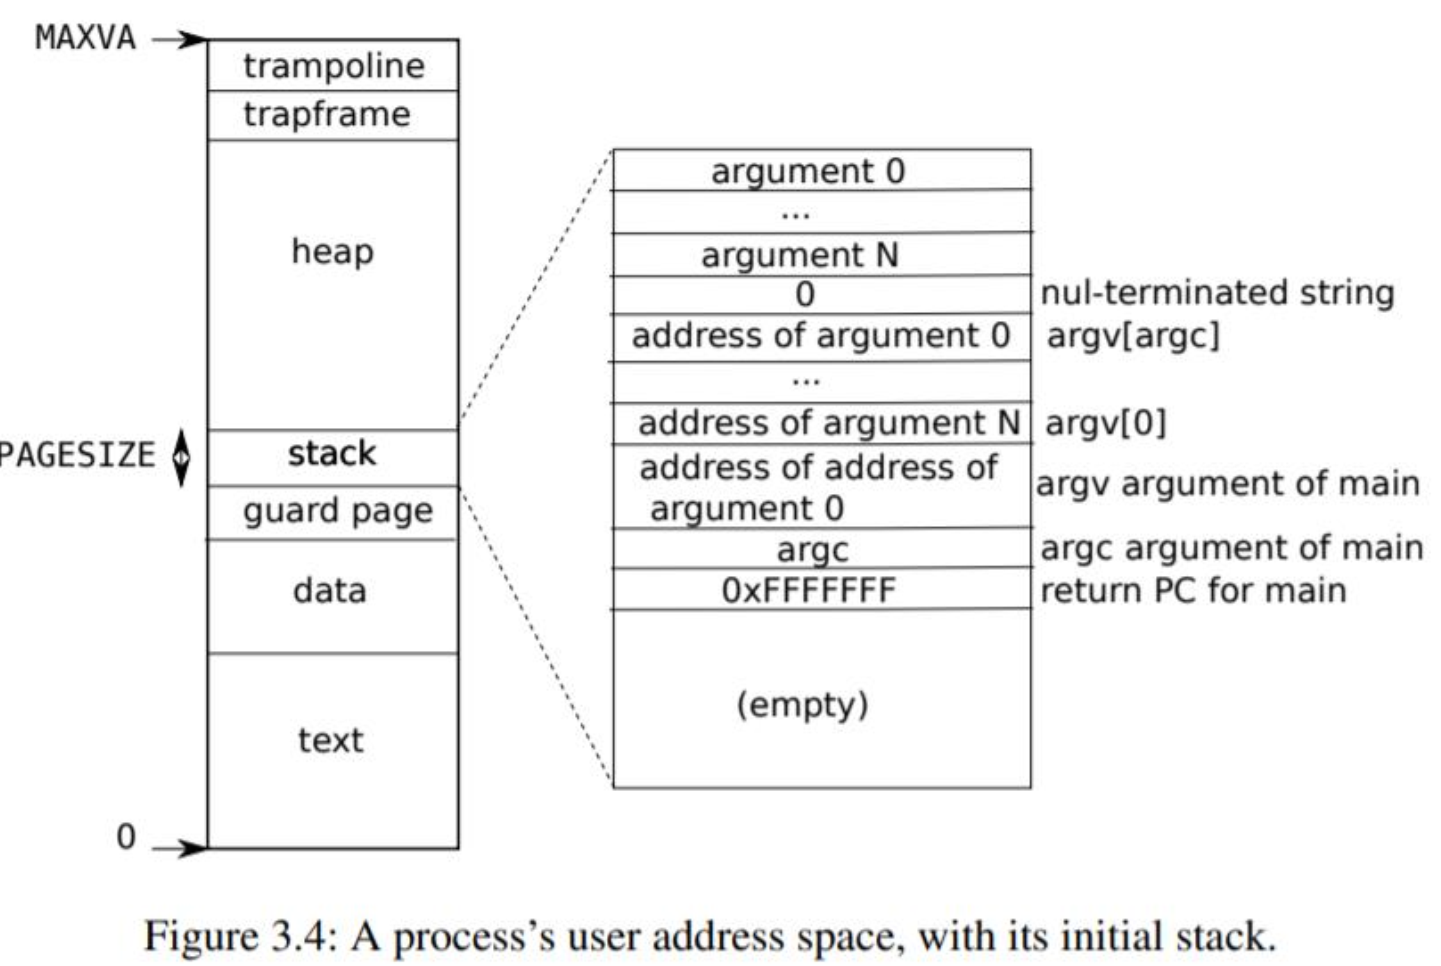 MAXVA
trampoline
trapframe
heap
PAGESIZE
stack
guard page
data
text
0
argument 0
...
argument N
0 nul-terminated string
address of argument 0 argv[argc]
...
address of argument N argv[0]
address of address of
argument 0
argv argument of main
argc argc argument of main
0xFFFFFFF return PC for main
(empty)
Figure 3.4: A process's user address space, with its initial stack.